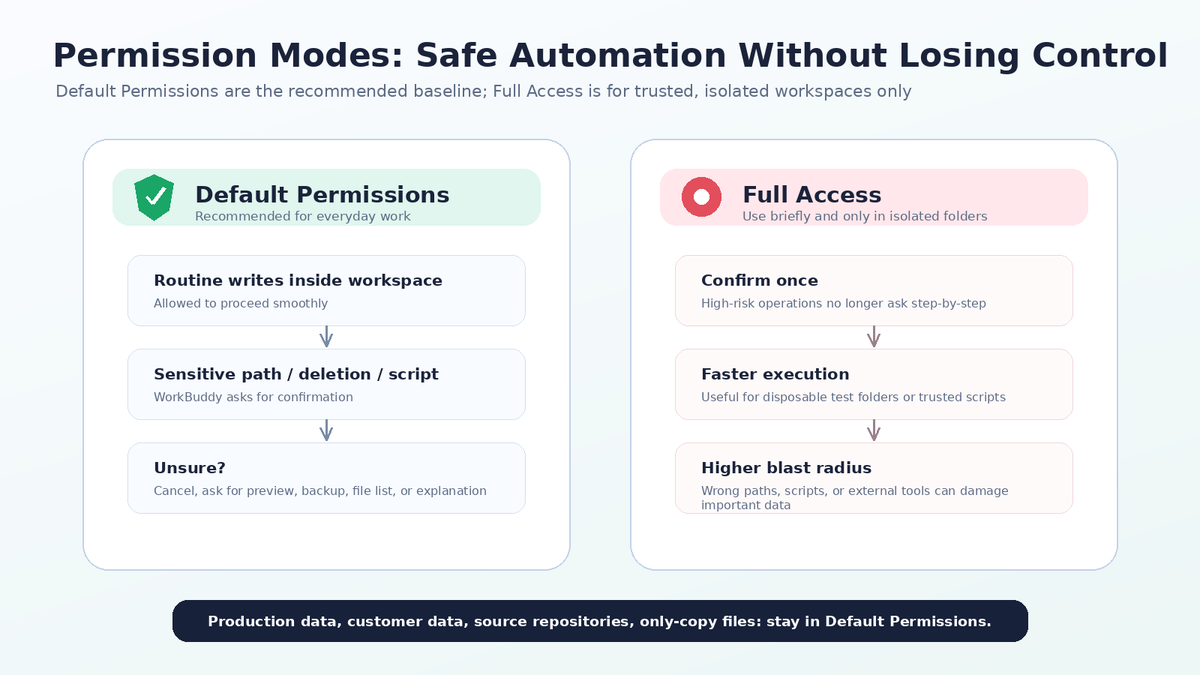 Permission Modes: Safe Automation Without Losing Control
Default Permissions are the recommended baseline; Full Access is for trusted, isolated workspaces only
Default Permissions
Recommended for everyday work
Routine writes inside workspace
Allowed to proceed smoothly
Sensitive path / deletion / script
WorkBuddy asks for confirmation
Unsure?
Cancel, ask for preview, backup, file list, or explanation
Full Access
Use briefly and only in isolated folders
Confirm once
High-risk operations no longer ask step-by-step
Faster execution
Useful for disposable test folders or trusted scripts
Higher blast radius
Wrong paths, scripts, or external tools can damage
important data
Production data, customer data, source repositories, only-copy files: stay in Default Permissions.